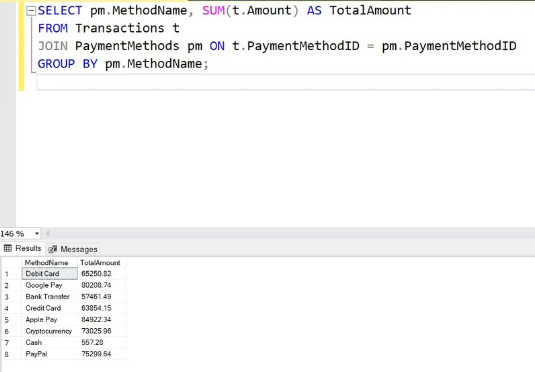 SELECT pm.MethodName, SUM(t.Amount) AS TotalAmount
FROM Transactions t
JOIN PaymentMethods pm ON t.PaymentMethodID = pm.PaymentMethodID
GROUP BY pm.MethodName;
146 %
Results Messages
MethodName TotalAmount
1 Debit Card 65250.82
2 Google Pay 80208.74
3 Bank Transfer 57461.49
4 Credit Card 63854.15
5 Apple Pay 84922.34
6 Cryptocurrency 73025.96
7 Cash 557.28
8 PayPal 75299.64